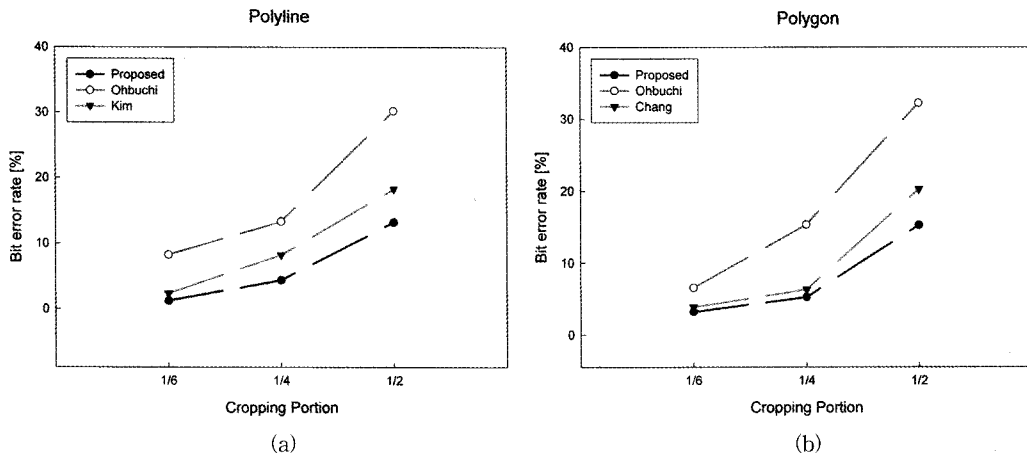 Polyline
40
30
20
10
0
Bit error rate [%]
Proposed
Ohbuchi
Kim
1/6
1/4
1/2
Cropping Portion
(a)
Polygon
40
30
20
10
0
Bit error rate [%]
Proposed
Ohbuchi
Chang
1/6
1/4
1/2
Cropping Portion
(b)